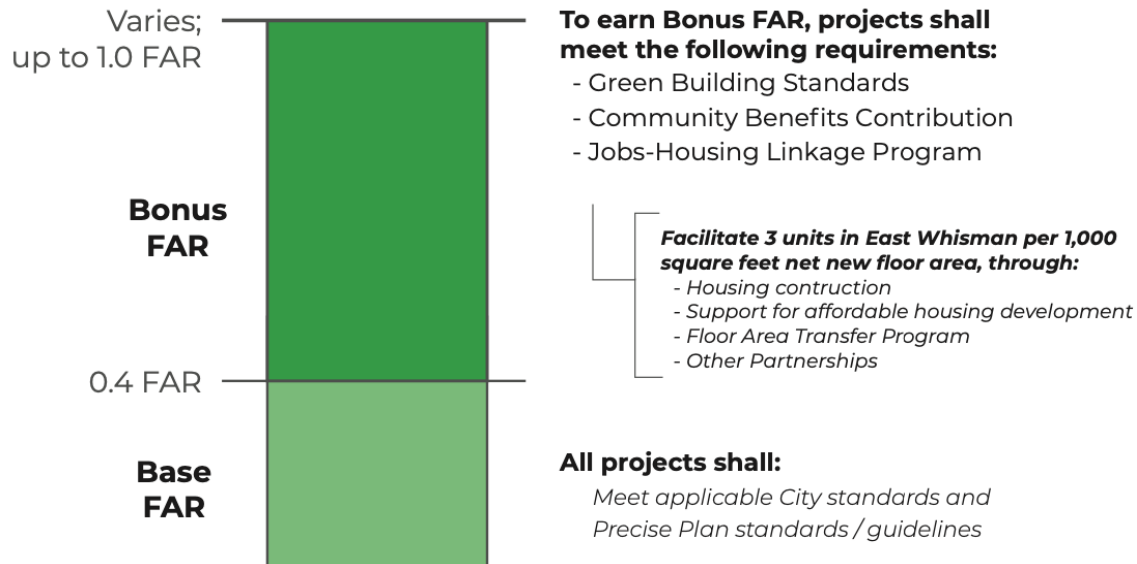 Varies;
up to 1.0 FAR
Bonus
FAR
0.4 FAR
Base
FAR
To earn Bonus FAR, projects shall
meet the following requirements:
- Green Building Standards
- Community Benefits Contribution
- Jobs-Housing Linkage Program
Facilitate 3 units in East Whisman per 1,000
square feet net new floor area, through:
- Housing contruction
- Support for affordable housing development
- Floor Area Transfer Program
- Other Partnerships
All projects shall:
Meet applicable City standards and
Precise Plan standards / guidelines